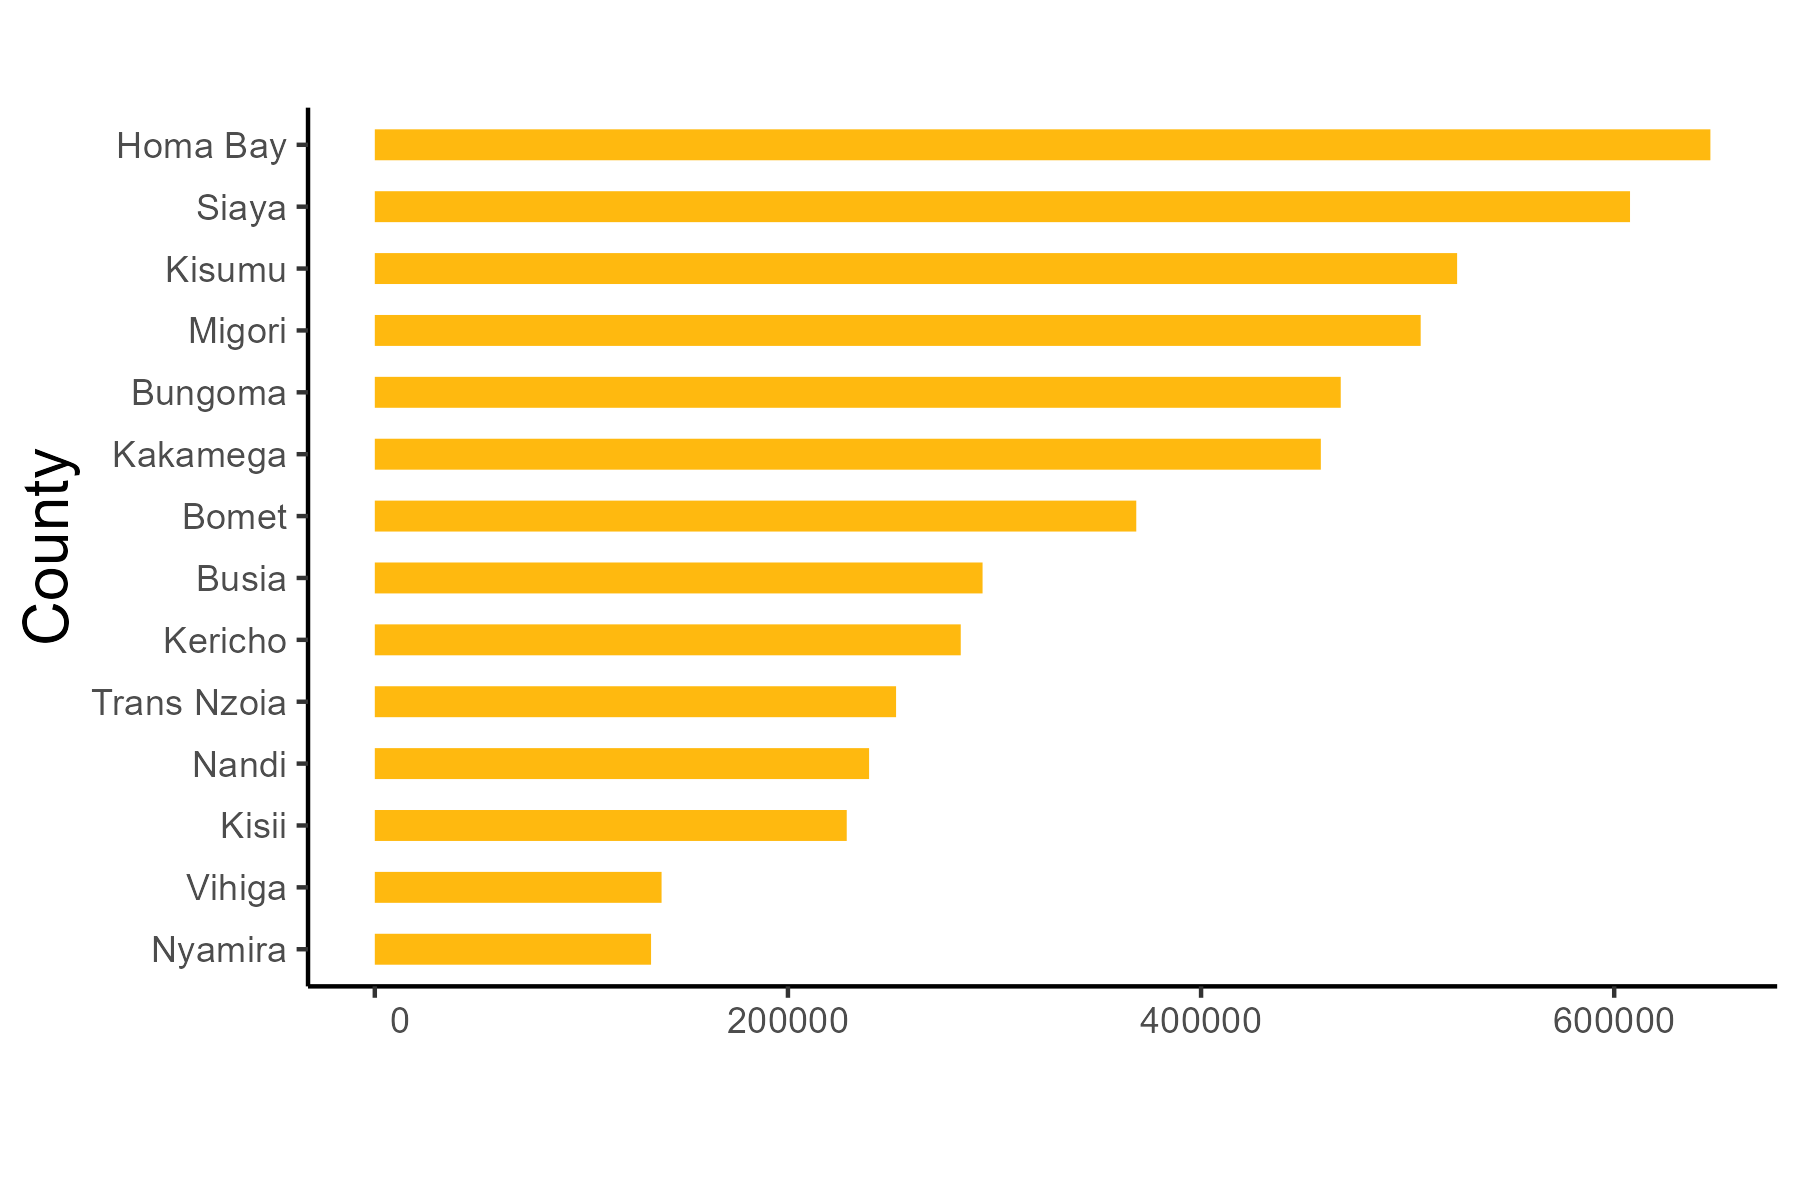 County
Homa Bay
Siaya
Kisumu
Migori
Bungoma
Kakamega
Bomet
Busia
Kericho
Trans Nzoia
Nandi
Kisii
Vihiga
Nyamira
0 200000 400000 600000